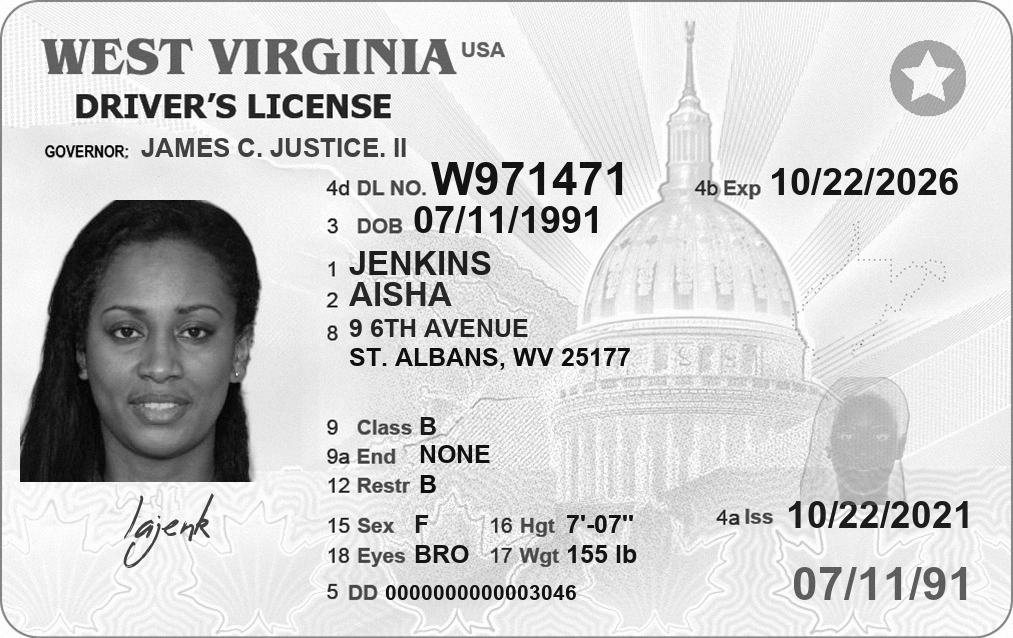 WEST VIRGINIA USA
DRIVER'S LICENSE
GOVERNOR: JAMES C. JUSTICE. II
4d DL NO. W971471 4b Exp 10/22/2026
3 DOB 07/11/1991
1 JENKINS
2 AISHA
8 9 6TH AVENUE
ST. ALBANS, WV 25177
9 Class B
9a End NONE
12 Restr B
15 Sex F 16 Hgt 7'-07" 4a Iss 10/22/2021
18 Eyes BRO 17 Wgt 155 lb
5 DD 0000000000003046
07/11/91
lajenk